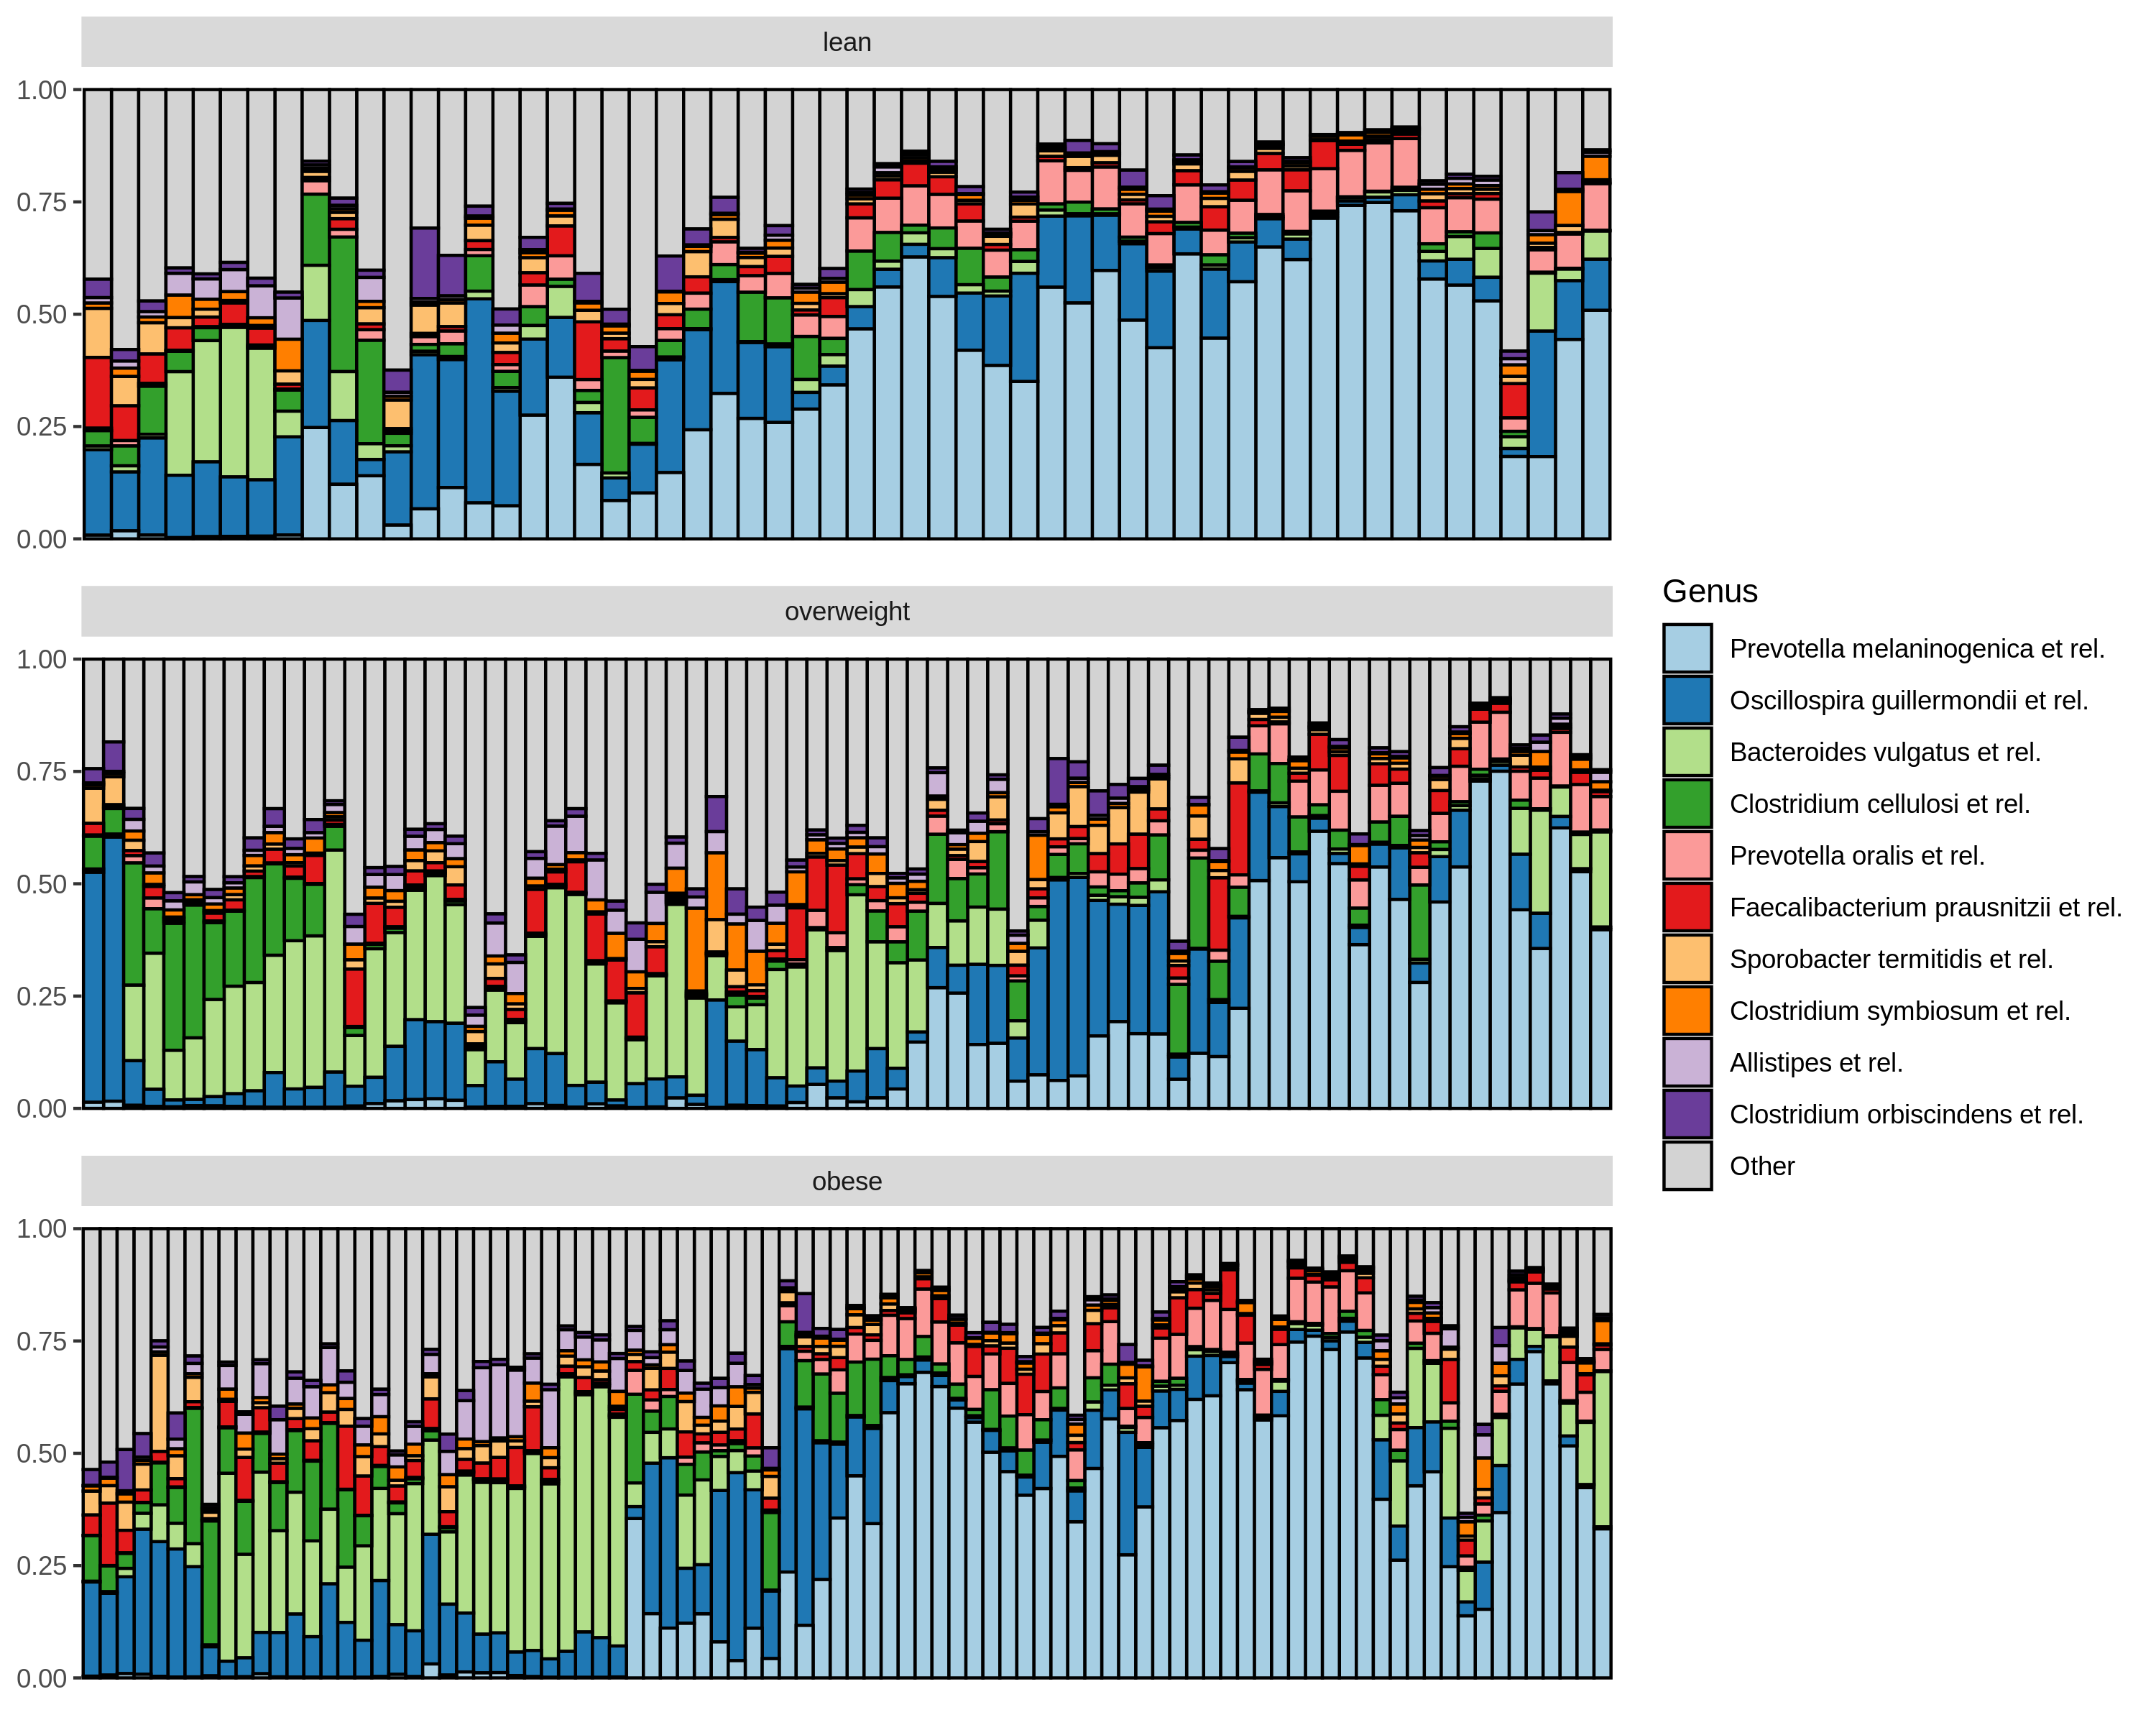 lean
1.00
0.75
0.50
0.25
0.00
overweight
1.00
0.75
0.50
0.25
0.00
obese
1.00
0.75
0.50
0.25
0.00
Genus
Prevotella melaninogenica et rel.
Oscillospira guillermondii et rel.
Bacteroides vulgatus et rel.
Clostridium cellulosi et rel.
Prevotella oralis et rel.
Faecalibacterium prausnitzii et rel.
Sporobacter termitidis et rel.
Clostridium symbiosum et rel.
Allistipes et rel.
Clostridium orbiscindens et rel.
Other